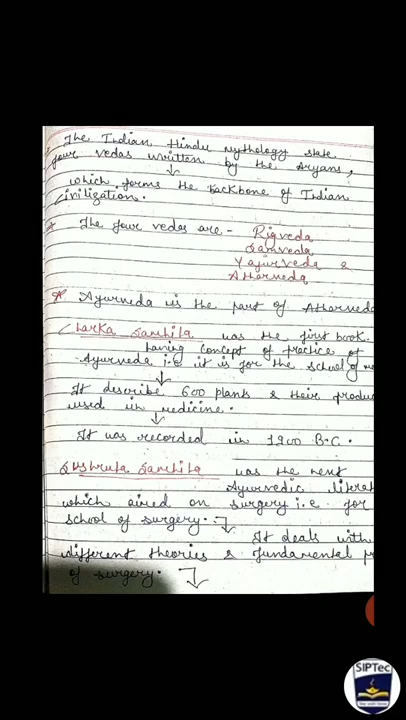 The Indian Hindu mythology state
four vedas written by the Aryans,
↓
which forms the backbone of Indian
Civilization.
* The four vedas are - Rigveda
Samveda
Yajurveda &
Atharveda
* Ayurveda is the part of Atharveda
Charka Samhita was the first book
having concept of practice of
Ayurveda i.e it is for the school of
↓
It describe 600 plants & their produc
used in medicine.
↓
It was recorded in 1900 B.C.
Sushruta Samhita was the next
Ayurvedic literat
which aimed on surgery i.e for
school of surgery.
It deals with
different theories & fundamental
of surgery.
SIPTec